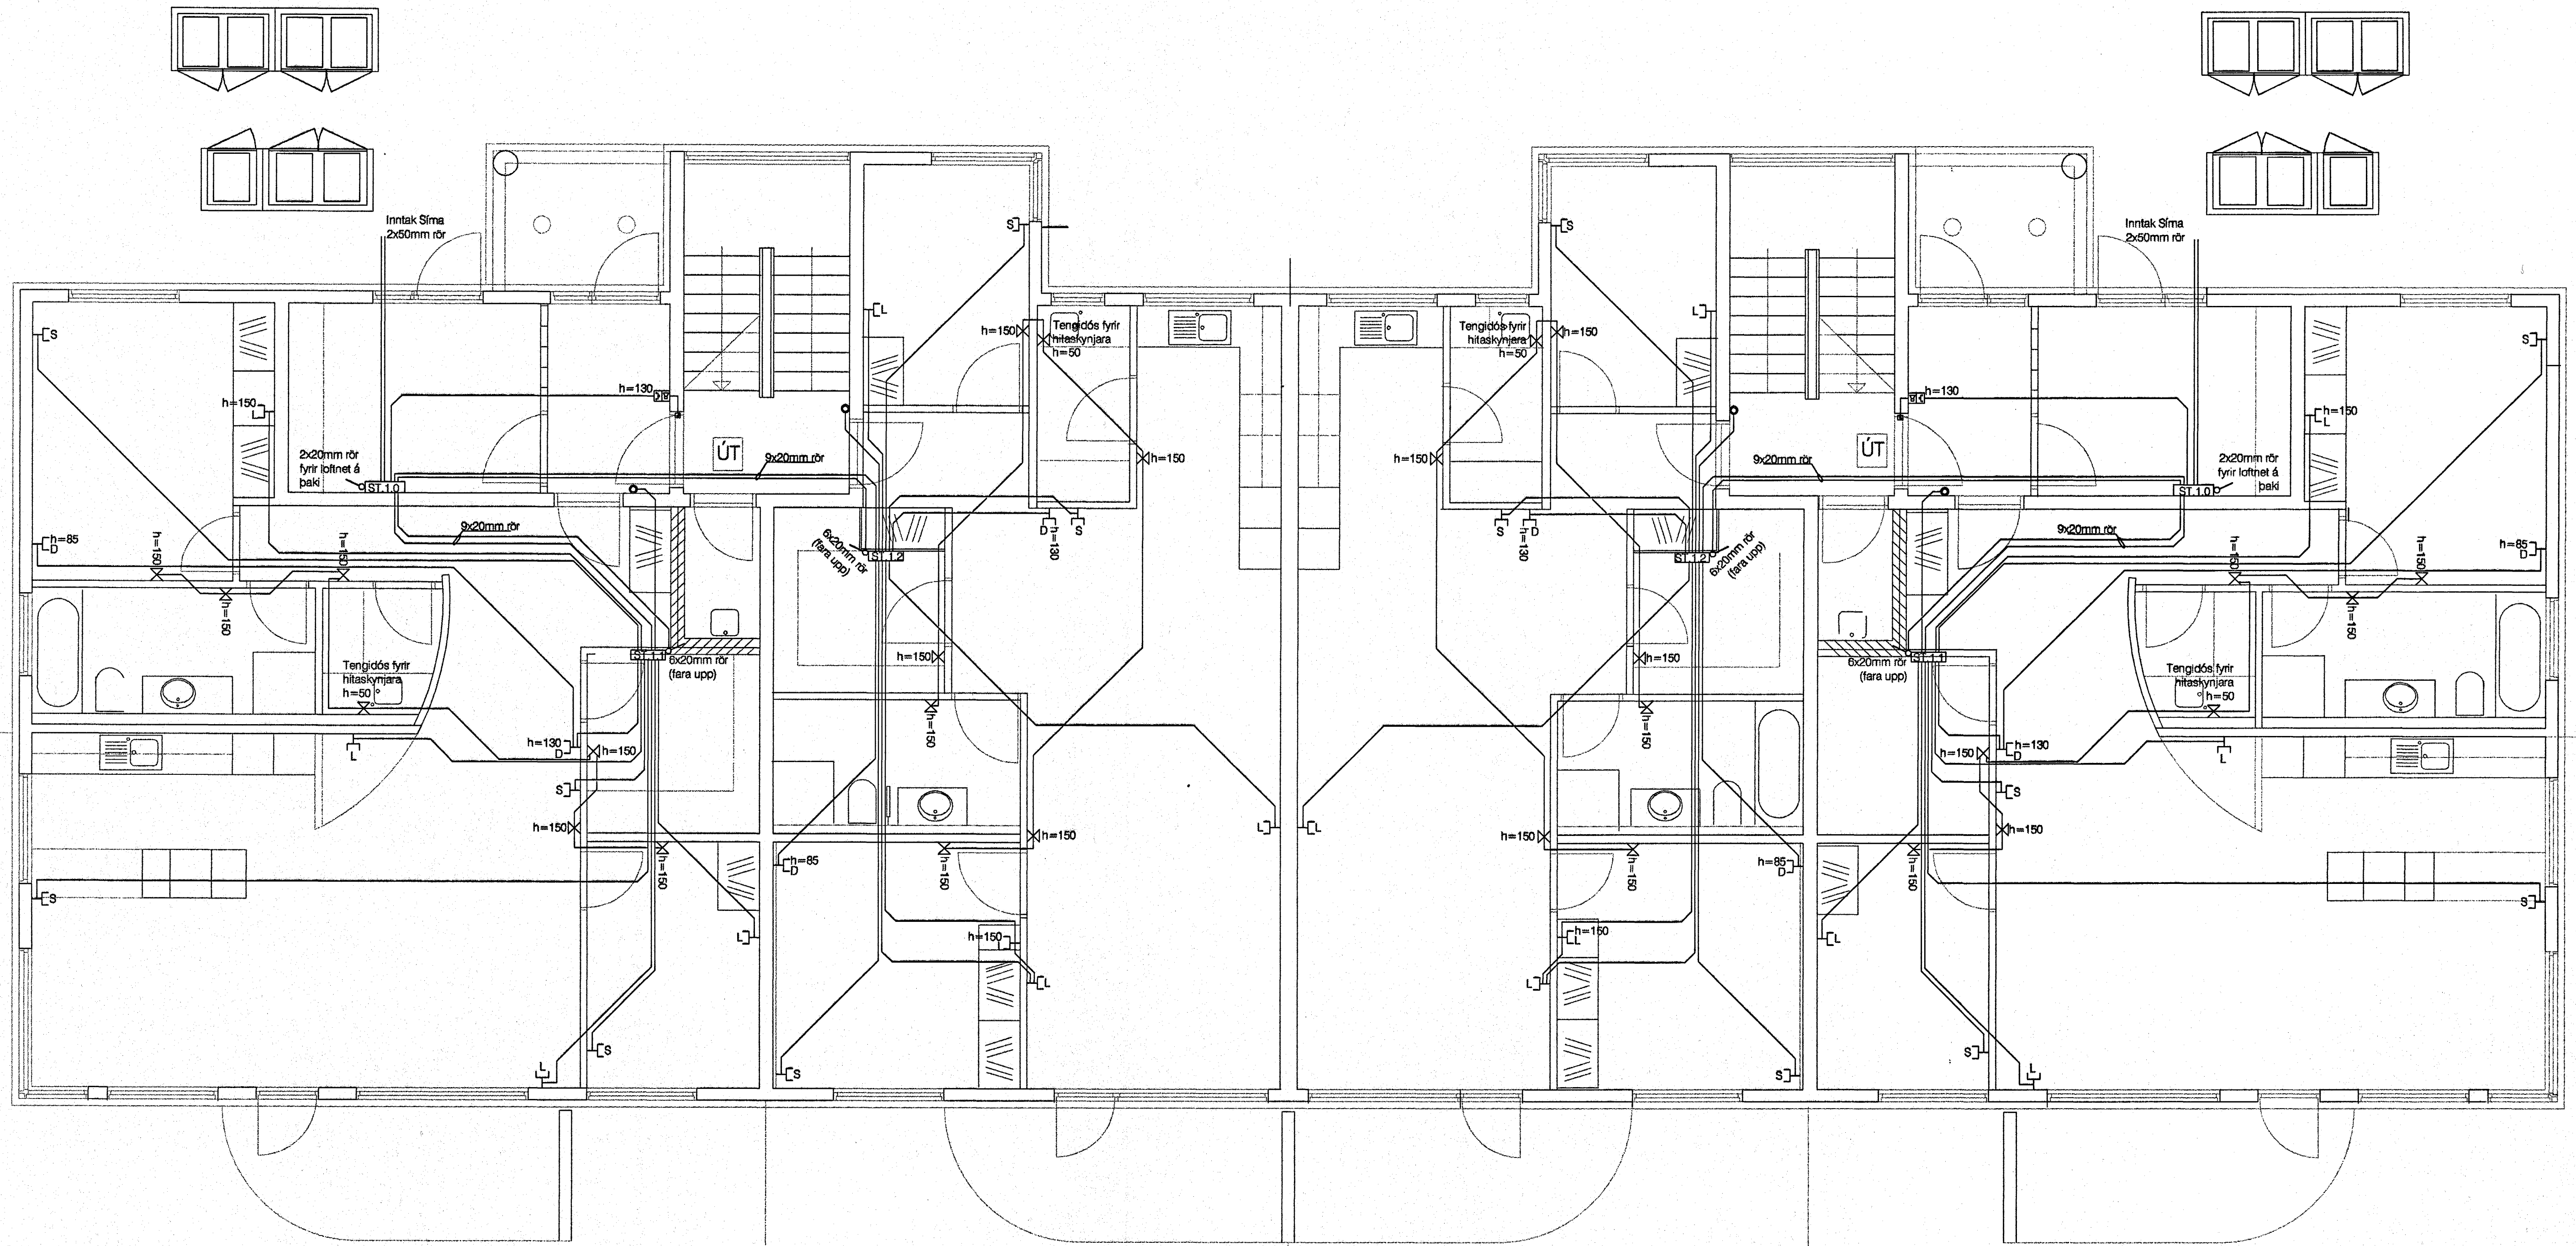 Inntak Síma
2x50mm rör
Inntak Síma
2x50mm rör
S
S
L
L
h=150
Tengidós fyrir
hitaskynjara
h=50
Tengidós fyrir
hitaskynjara
h=50
h=150
S
S
h=130
h=130
h=150
L
h=150
L
ÚT
ÚT
2x20mm rör
fyrir loftnet á
þaki
ST.1.0
9x20mm rör
h=150
h=150
9x20mm rör
ST.1.0
2x20mm rör
fyrir loftnet á
þaki
9x20mm rör
D
h=130
S
S
D
h=130
9x20mm rör
h=85
D
h=150
h=150
h=150
6x20mm rör
(fara upp)
ST.1.2
ST.1.2
6x20mm rör
(fara upp)
h=150
h=150
h=150
h=85
D
ST.1.1
6x20mm rör
(fara upp)
h=150
h=150
6x20mm rör
(fara upp)
ST.1.1
Tengidós fyrir
hitaskynjara
h=50
Tengidós fyrir
hitaskynjara
h=50
h=150
h=150
L
h=130
D
h=150
h=150
h=130
D
L
S
S
h=150
L
L
h=150
h=150
h=150
h=150
h=150
h=85
D
h=150
h=150
h=85
D
h=150
S
S
L
h=150
L
h=150
L
L
L
L
S
S
S
S
L
L